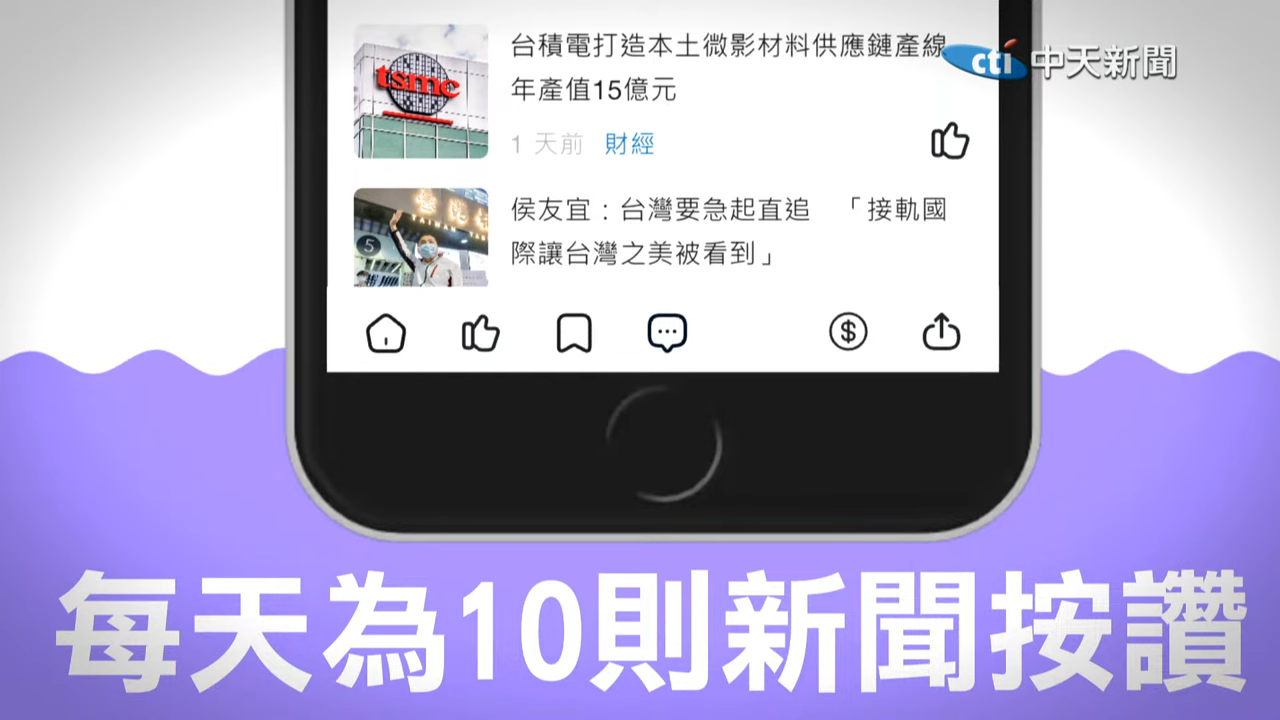 tsmc
台積電打造本土微影材料供應鏈產線
年產值15億元
1 天前 財經
cti 中天新聞
5
TAIWAN
侯友宜：台灣要急起直追 「接軌國
際讓台灣之美被看到」
$
每天為10則新聞按讚